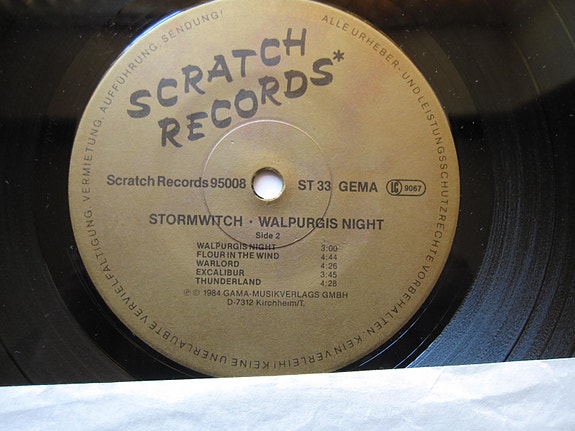 ALLE URHEBER- UND LEISTUNGSSCHUTZRECHTE VORBEHALTEN. KEIN VERLEIH! KEINE UNERLAUBTE VERVIELFÄLTIGUNG, VERMIETUNG, AUFFÜHRUNG, SENDUNG!
SCRATCH
RECORDS*
Scratch Records 95008 ST 33 GEMA LC 9067
STORMWITCH · WALPURGIS NIGHT
Side 2
WALPURGIS NIGHT 3:00
FLOUR IN THE WIND 4:44
WARLORD 4:26
EXCALIBUR 3:45
THUNDERLAND 4:28
℗ © 1984 GAMA-MUSIKVERLAGS GMBH
D-7312 Kirchheim/T.